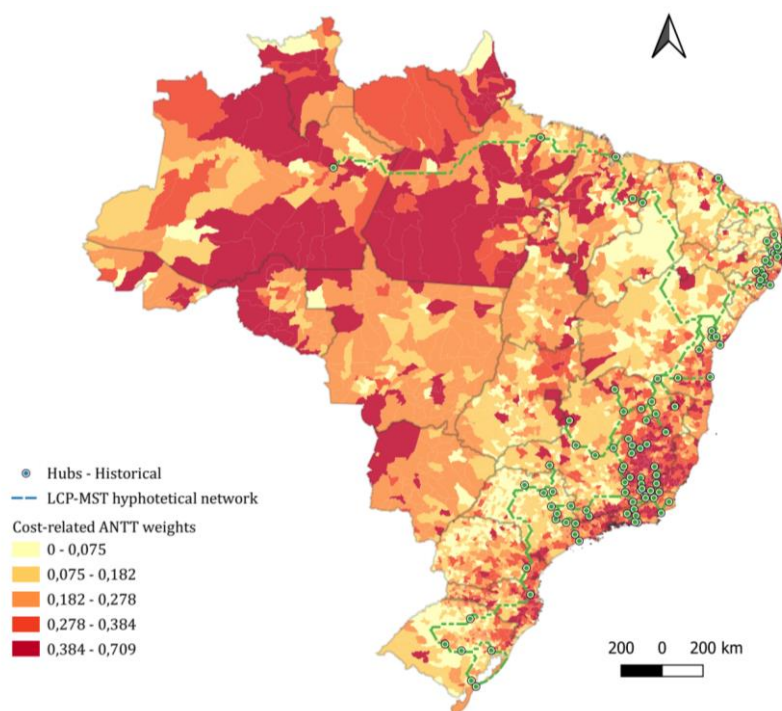 Hubs - Historical
LCP-MST hyphotetical network
Cost-related ANTT weights
0 - 0,075
0,075 - 0,182
0,182 - 0,278
0,278 - 0,384
0,384 - 0,709
200 0 200 km